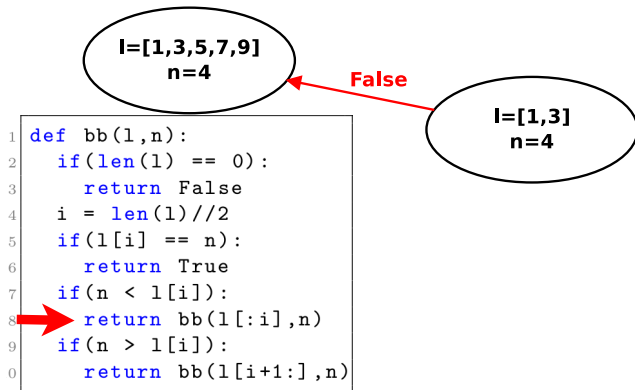 l=[1,3,5,7,9]
n=4
False
l=[1,3]
n=4
1 def bb(l,n):
2 if(len(l) == 0):
3 return False
4 i = len(l)//2
5 if(l[i] == n):
6 return True
7 if(n < l[i]):
8 return bb(l[:i],n)
9 if(n > l[i]):
0 return bb(l[i+1:],n)